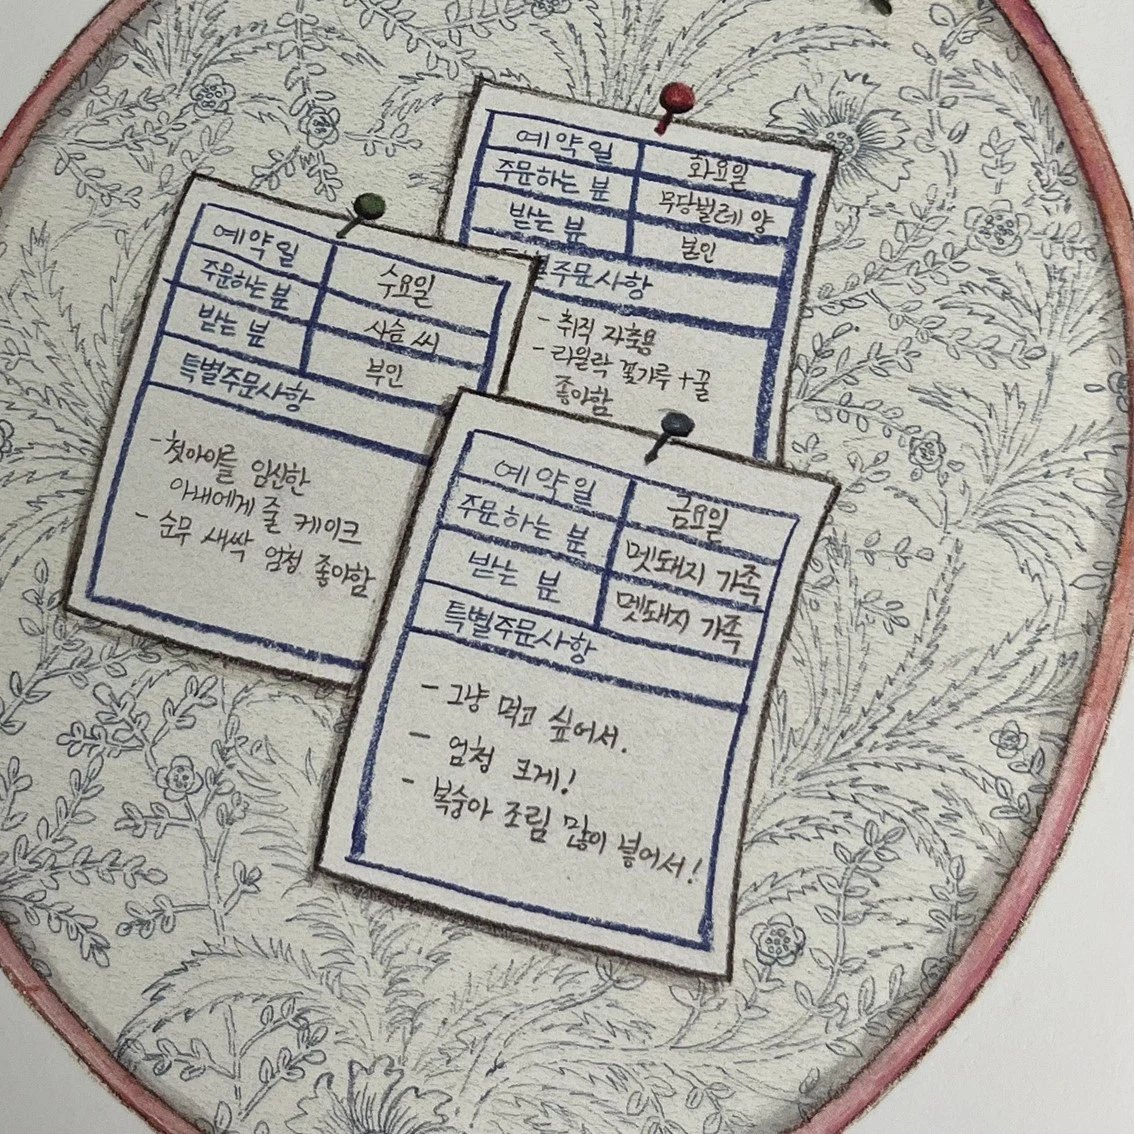 예약일 화요일
주문하는 분 무당벌레 양
받는 분 본인
특별주문사항
- 취직 자축용
- 라일락 꽃가루 + 꿀
좋아함
예약일 수요일
주문하는 분 사슴 씨
받는 분 부인
특별주문사항
- 첫아이를 임신한
아내에게 줄 케이크
- 순무 새싹 엄청 좋아함
예약일 금요일
주문하는 분 멧돼지 가족
받는 분 멧돼지 가족
특별주문사항
- 그냥 먹고 싶어서.
- 엄청 크게!
- 복숭아 조림 많이 넣어서!